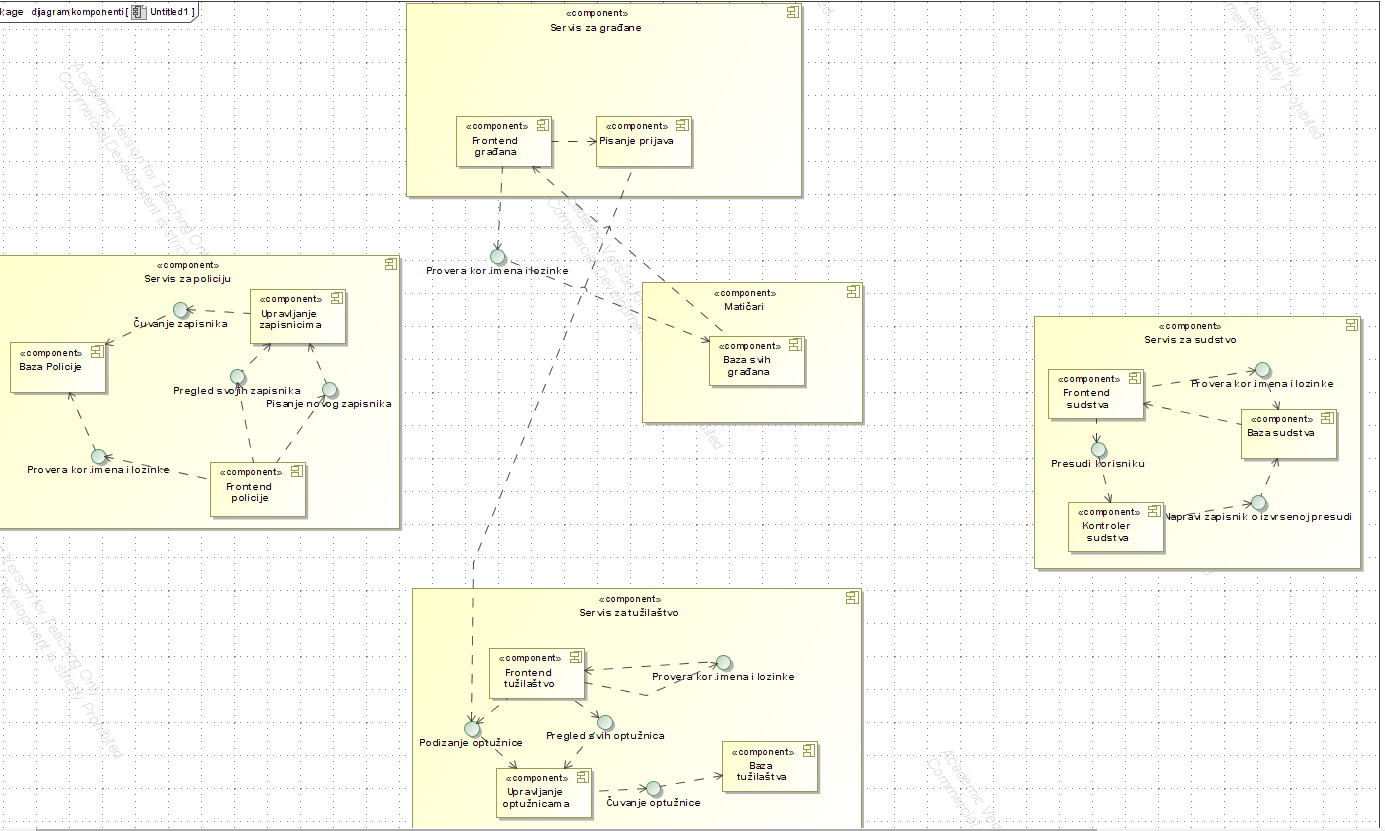 kage dijagram komponenti [ Untitled1 ]
«component»
Servis za građane
«component»
Frontend
građana
«component»
Pisanje prijava
Provera kor.imena i lozinke
«component»
Matičari
«component»
Baza svih
građana
«component»
Servis za policiju
«component»
Upravljanje
zapisnicima
Čuvanje zapisnika
«component»
Baza Policije
Pregled svojih zapisnika
Pisanje novog zapisnika
Provera kor.imena i lozinke
«component»
Frontend
policije
«component»
Servis za sudstvo
«component»
Frontend
sudstva
Provera kor.imena i lozinke
«component»
Baza sudstva
Presudi korisniku
«component»
Kontroler
sudstva
Napravi zapisnik o izvrsenoj presudi
«component»
Servis za tužilaštvo
«component»
Frontend
tužilaštvo
Provera kor.imena i lozinke
Podizanje optužnice
Pregled svih optužnica
«component»
Upravljanje
optužnicama
Čuvanje optužnice
«component»
Baza
tužilaštva
Academic Version for Teaching Only
Commercial Development is strictly Prohibited